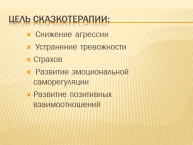 ЦЕЛЬ СКАЗКОТЕРАПИИ:
Снижение агрессии
Устранение тревожности
Страхов
Развитие эмоциональной
саморегуляции
Развитие позитивных
взаимоотношений